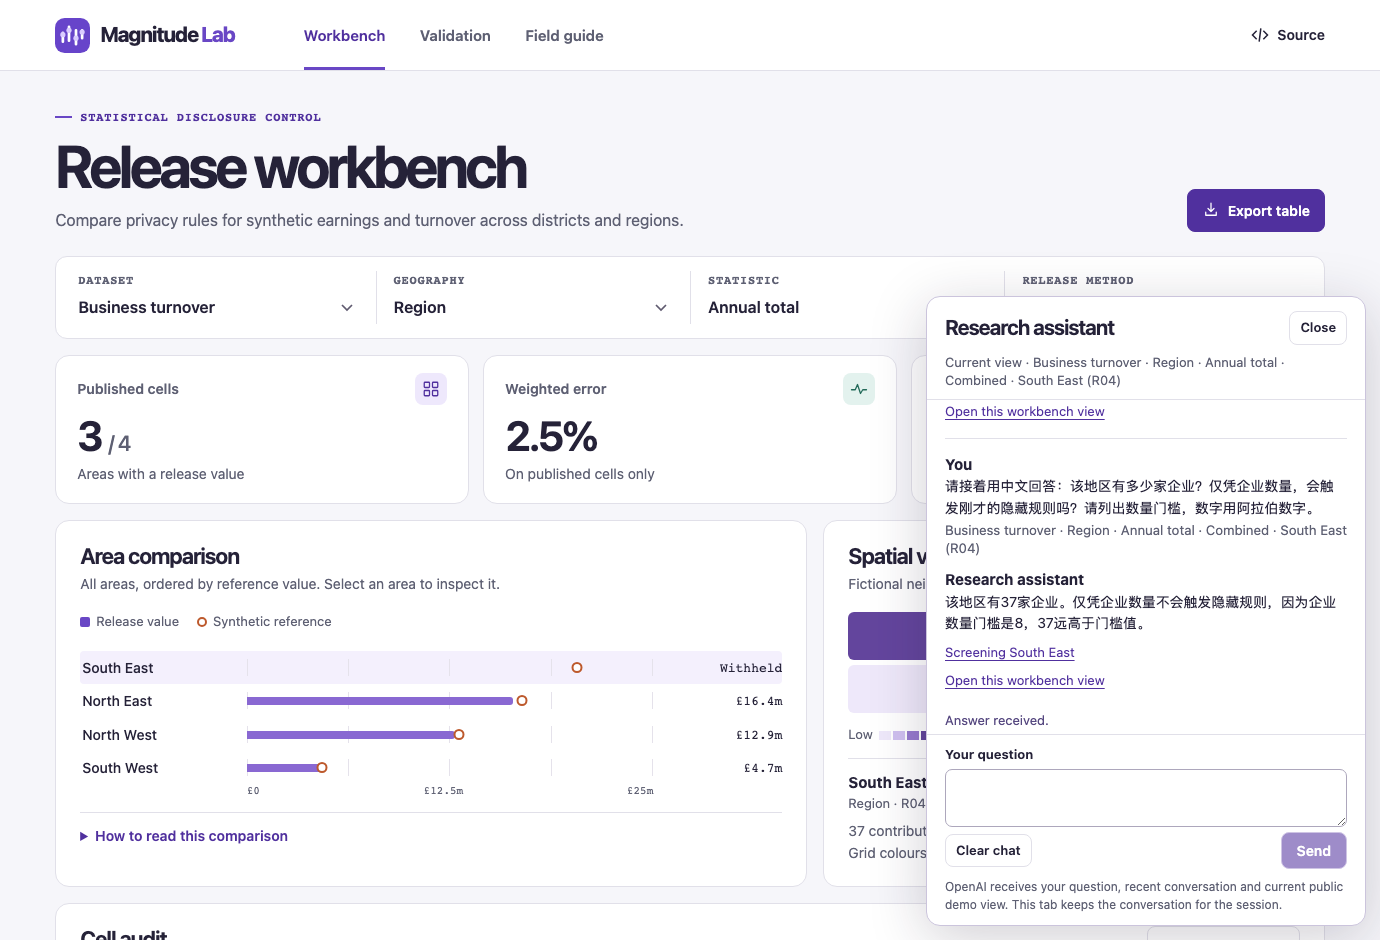 Magnitude Lab
Workbench
Validation
Field guide
</> Source
STATISTICAL DISCLOSURE CONTROL
Release workbench
Compare privacy rules for synthetic earnings and turnover across districts and regions.
Export table
DATASET
Business turnover
GEOGRAPHY
Region
STATISTIC
Annual total
RELEASE METHOD
Published cells
3 / 4
Areas with a release value
Weighted error
2.5%
On published cells only
Area comparison
All areas, ordered by reference value. Select an area to inspect it.
Release value
Synthetic reference
South East Withheld
North East £16.4m
North West £12.9m
South West £4.7m
£0 £12.5m £25m
How to read this comparison
Spatial v
Fictional nei
Low
South East
Region · R04
37 contribut
Grid colours
Cell audit
Research assistant
Close
Current view · Business turnover · Region · Annual total ·
Combined · South East (R04)
Open this workbench view
You
请接着用中文回答：该地区有多少家企业？仅凭企业数量，会触
发刚才的隐藏规则吗？请列出数量门槛，数字用阿拉伯数字。
Business turnover · Region · Annual total · Combined · South East
(R04)
Research assistant
该地区有37家企业。仅凭企业数量不会触发隐藏规则，因为企业
数量门槛是8，37远高于门槛值。
Screening South East
Open this workbench view
Answer received.
Your question
Clear chat
Send
OpenAI receives your question, recent conversation and current public
demo view. This tab keeps the conversation for the session.